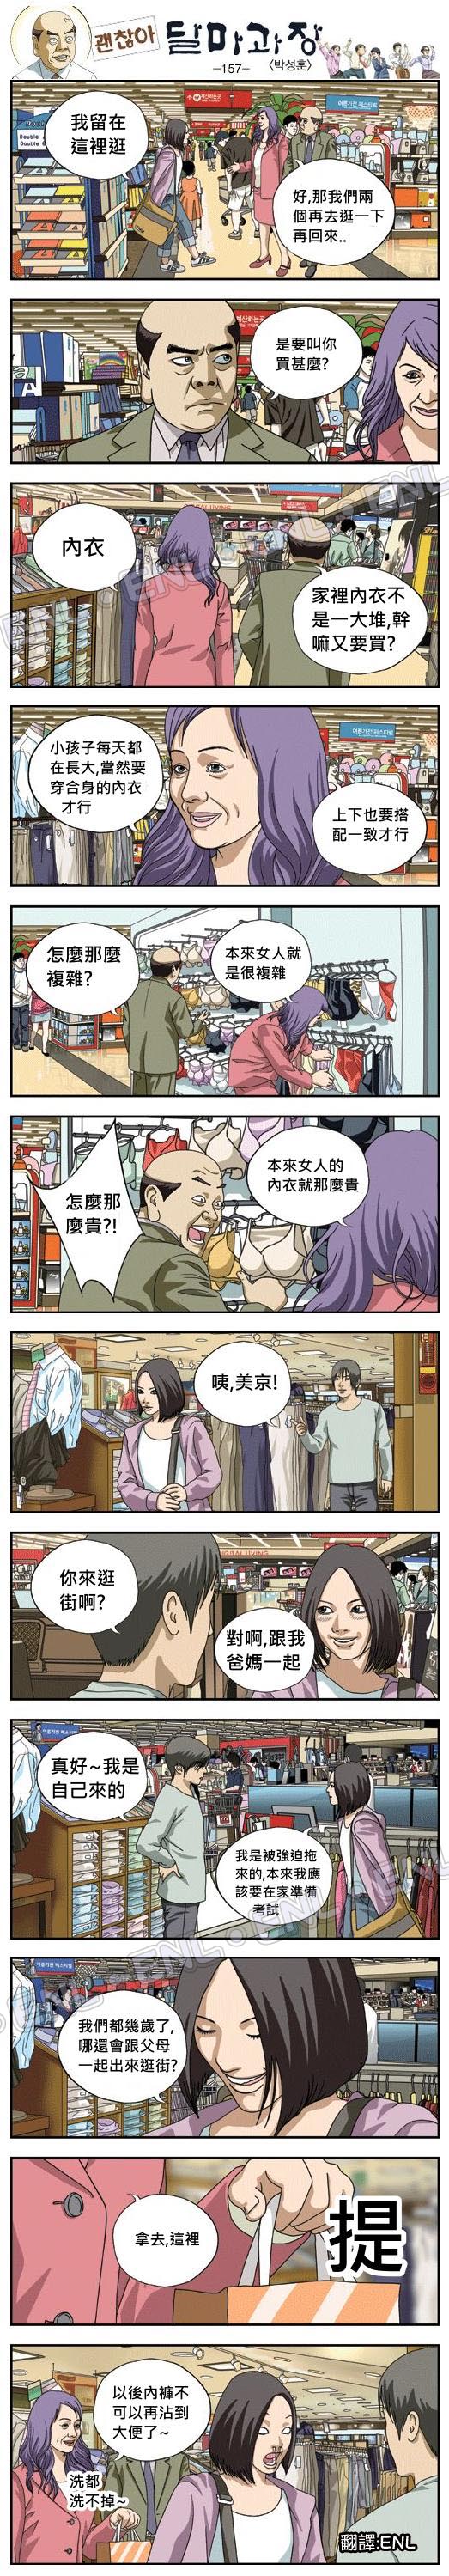 괜찮아
달마과장
–157–
〈박성훈〉
我留在
這裡逛
好,那我們兩
個再去逛一下
再回來..
是要叫你
買甚麼?
內衣
家裡內衣不
是一大堆,幹
嘛又要買?
小孩子每天都
在長大,當然要
穿合身的內衣
才行
上下也要搭
配一致才行
怎麼那麼
複雜?
本來女人就
是很複雜
怎麼那
麼貴?!
本來女人的
內衣就那麼貴
咦,美京!
你來逛
街啊?
對啊,跟我
爸媽一起
真好~我是
自己來的
我是被強迫拖
來的,本來我應
該要在家準備
考試
我們都幾歲了,
哪還會跟父母
一起出來逛街?
拿去,這裡
提
以後內褲不
可以再沾到
大便了~
洗都
洗不掉~
翻譯:ENL